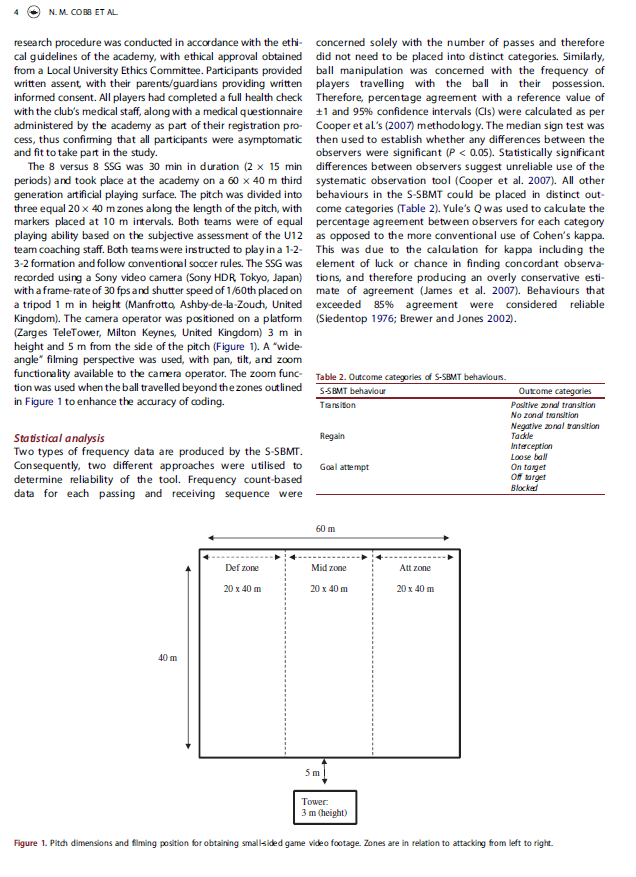 4 N. M. COBB ET AL.
research procedure was conducted in accordance with the ethi-
cal guidelines of the academy, with ethical approval obtained
from a Local University Ethics Committee. Participants provided
written assent, with their parents/guardians providing written
informed consent. All players had completed a full health check
with the club's medical staff, along with a medical questionnaire
administered by the academy as part of their registration pro-
cess, thus confirming that all participants were asymptomatic
and fit to take part in the study.
The 8 versus 8 SSG was 30 min in duration (2 × 15 min
periods) and took place at the academy on a 60 × 40 m third
generation artificial playing surface. The pitch was divided into
three equal 20 × 40 m zones along the length of the pitch, with
markers placed at 10 m intervals. Both teams were of equal
playing ability based on the subjective assessment of the U12
team coaching staff. Both teams were instructed to play in a 1-2-
3-2 formation and follow conventional soccer rules. The SSG was
recorded using a Sony video camera (Sony HDR, Tokyo, Japan)
with a frame-rate of 30 fps and shutter speed of 1/60th placed on
a tripod 1 m in height (Manfrotto, Ashby-de-la-Zouch, United
Kingdom). The camera operator was positioned on a platform
(Zarges TeleTower, Milton Keynes, United Kingdom) 3 m in
height and 5 m from the side of the pitch (Figure 1). A "wide-
angle" filming perspective was used, with pan, tilt, and zoom
functionality available to the camera operator. The zoom func-
tion was used when the ball travelled beyond the zones outlined
in Figure 1 to enhance the accuracy of coding.
Statistical analysis
Two types of frequency data are produced by the S-SBMT.
Consequently, two different approaches were utilised to
determine reliability of the tool. Frequency count-based
data for each passing and receiving sequence were
concerned solely with the number of passes and therefore
did not need to be placed into distinct categories. Similarly,
ball manipulation was concerned with the frequency of
players travelling with the ball in their possession.
Therefore, percentage agreement with a reference value of
±1 and 95% confidence intervals (CIs) were calculated as per
Cooper et al.'s (2007) methodology. The median sign test was
then used to establish whether any differences between the
observers were significant (P < 0.05). Statistically significant
differences between observers suggest unreliable use of the
systematic observation tool (Cooper et al. 2007). All other
behaviours in the S-SBMT could be placed in distinct out-
come categories (Table 2). Yule's Q was used to calculate the
percentage agreement between observers for each category
as opposed to the more conventional use of Cohen's kappa.
This was due to the calculation for kappa including the
element of luck or chance in finding concordant observa-
tions, and therefore producing an overly conservative esti-
mate of agreement (James et al. 2007). Behaviours that
exceeded 85% agreement were considered reliable
(Siedentop 1976; Brewer and Jones 2002).
Table 2. Outcome categories of S-SBMT behaviours.
S-SBMT behaviour Outcome categories
Transition Positive zonal transition
No zonal transition
Negative zonal transition
Regain Tackle
Interception
Loose ball
Goal attempt On target
Off target
Blocked
60 m
Def zone Mid zone Att zone
20 x 40 m 20 x 40 m 20 x 40 m
40 m
5 m
Tower:
3 m (height)
Figure 1. Pitch dimensions and filming position for obtaining small-sided game video footage. Zones are in relation to attacking from left to right.